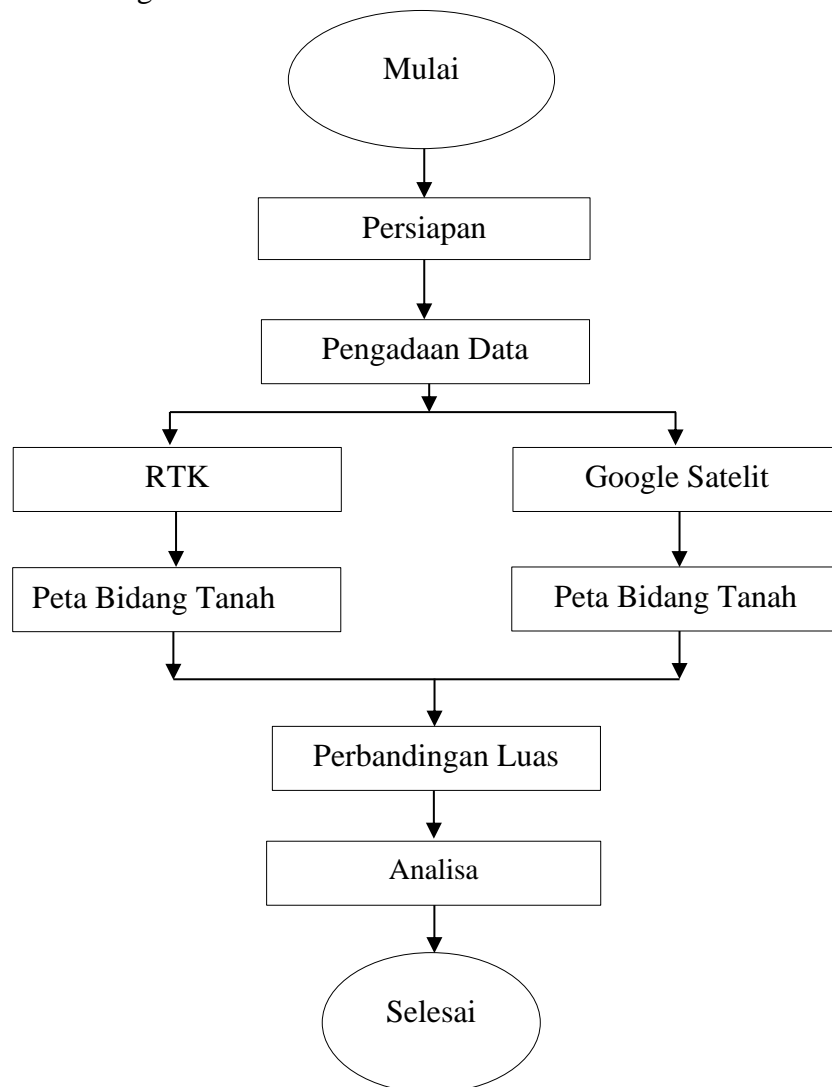 Mulai
Persiapan
Pengadaan Data
RTK
Google Satelit
Peta Bidang Tanah
Peta Bidang Tanah
Perbandingan Luas
Analisa
Selesai